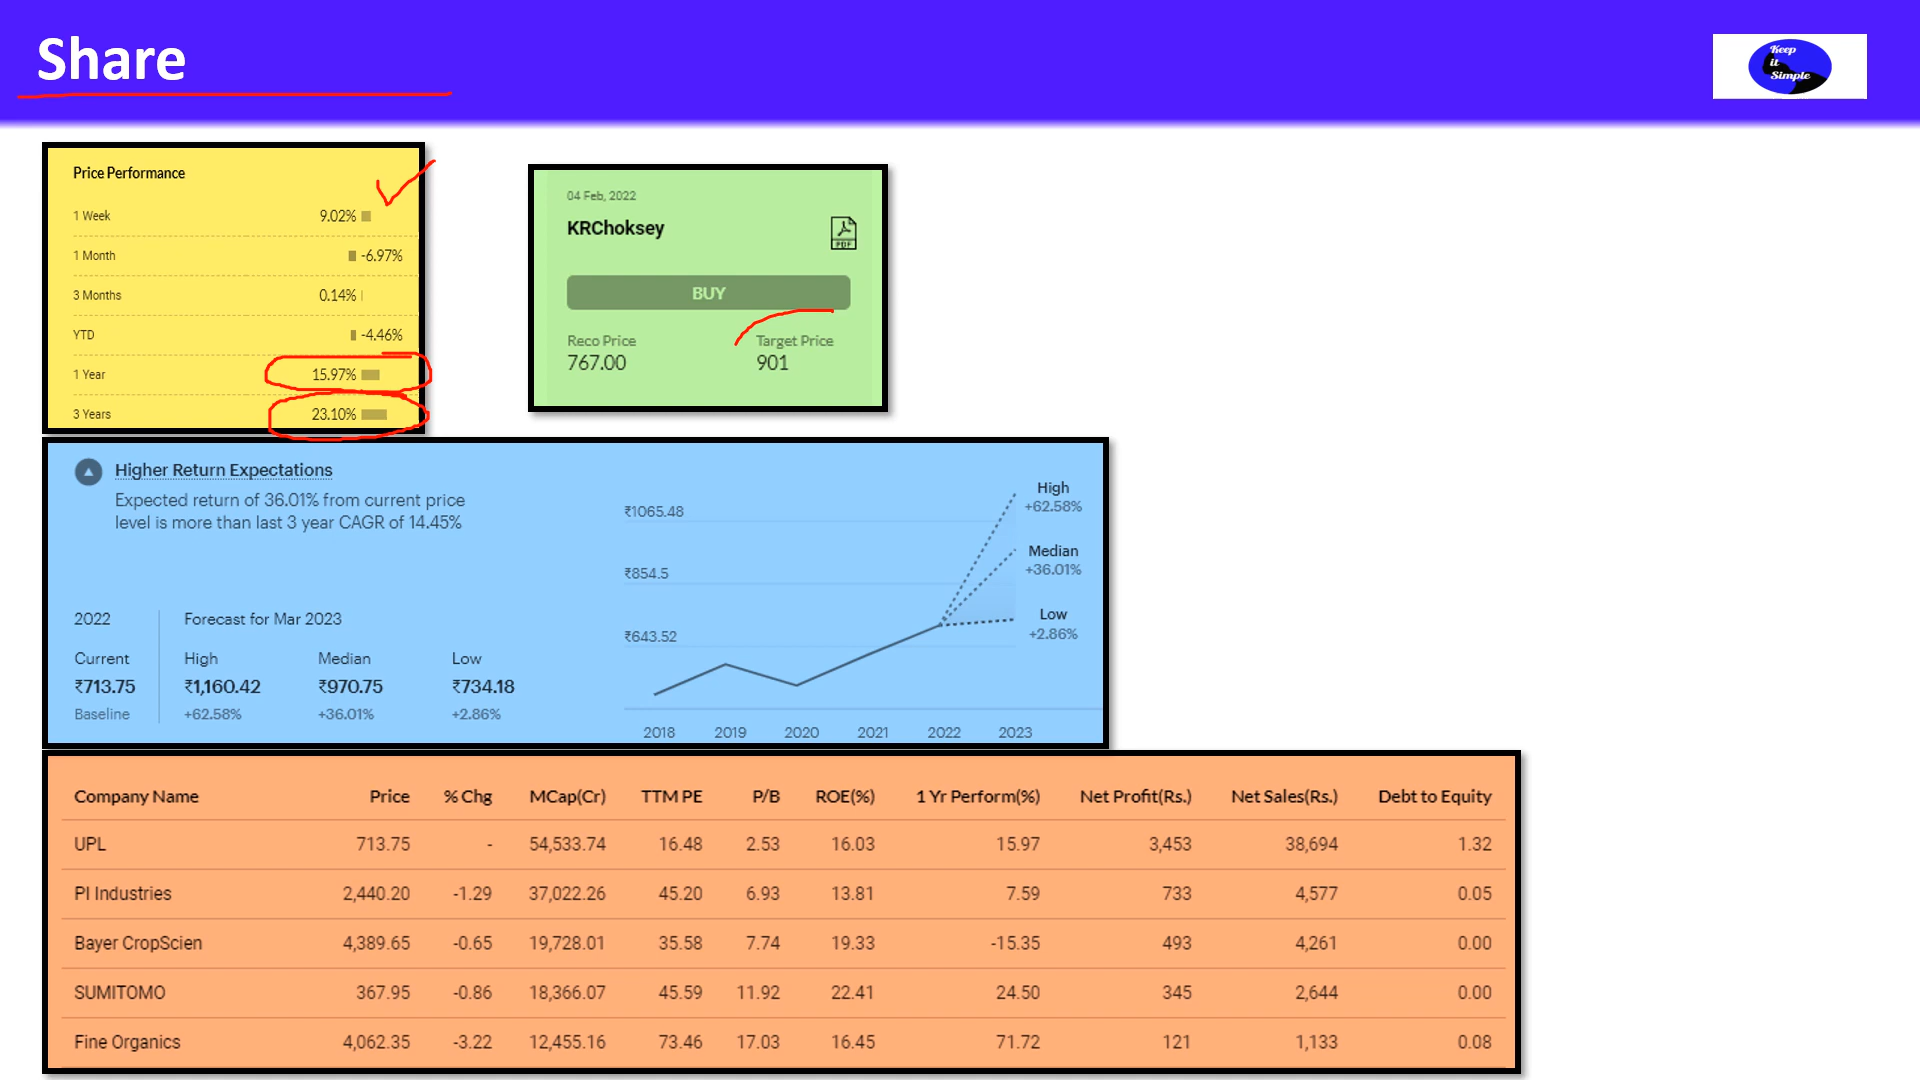 Share
Keep
it
Simple
Price Performance
1 Week 9.02%
1 Month -6.97%
3 Months 0.14%
YTD -4.46%
1 Year 15.97%
3 Years 23.10%
04 Feb, 2022
KRChoksey
PDF
BUY
Reco Price Target Price
767.00 901
Higher Return Expectations
Expected return of 36.01% from current price
level is more than last 3 year CAGR of 14.45%
2022 Forecast for Mar 2023
Current High Median Low
₹713.75 ₹1,160.42 ₹970.75 ₹734.18
Baseline +62.58% +36.01% +2.86%
₹1065.48
₹854.5
₹643.52
High
+62.58%
Median
+36.01%
Low
+2.86%
2018 2019 2020 2021 2022 2023
Company Name Price % Chg MCap(Cr) TTM PE P/B ROE(%) 1 Yr Perform(%) Net Profit(Rs.) Net Sales(Rs.) Debt to Equity
UPL 713.75 - 54,533.74 16.48 2.53 16.03 15.97 3,453 38,694 1.32
PI Industries 2,440.20 -1.29 37,022.26 45.20 6.93 13.81 7.59 733 4,577 0.05
Bayer CropScien 4,389.65 -0.65 19,728.01 35.58 7.74 19.33 -15.35 493 4,261 0.00
SUMITOMO 367.95 -0.86 18,366.07 45.59 11.92 22.41 24.50 345 2,644 0.00
Fine Organics 4,062.35 -3.22 12,455.16 73.46 17.03 16.45 71.72 121 1,133 0.08